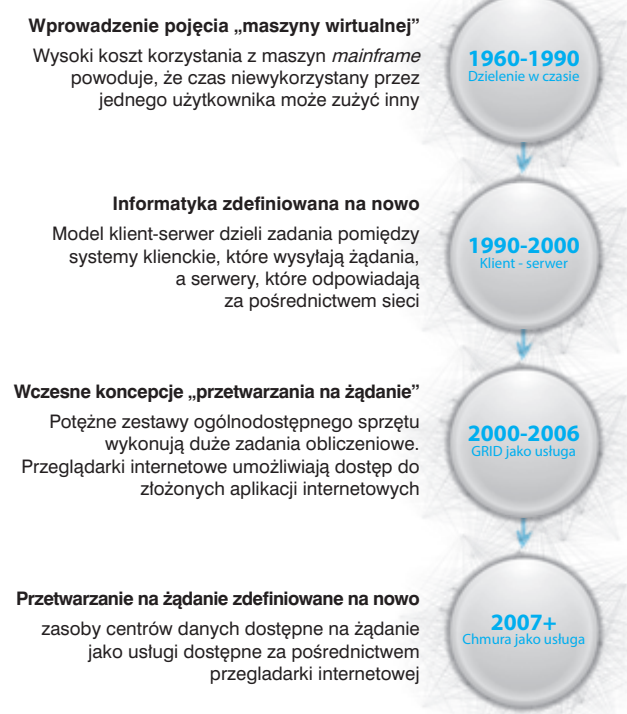 Wprowadzenie pojęcia „maszyny wirtualnej”
Wysoki koszt korzystania z maszyn mainframe
powoduje, że czas niewykorzystany przez
jednego użytkownika może zużyć inny
1960-1990
Dzielenie w czasie
Informatyka zdefiniowana na nowo
Model klient-serwer dzieli zadania pomiędzy
systemy klienckie, które wysyłają żądania,
a serwery, które odpowiadają
za pośrednictwem sieci
1990-2000
Klient - serwer
Wczesne koncepcje „przetwarzania na żądanie”
Potężne zestawy ogólnodostępnego sprzętu
wykonują duże zadania obliczeniowe.
Przeglądarki internetowe umożliwiają dostęp do
złożonych aplikacji internetowych
2000-2006
GRID jako usługa
Przetwarzanie na żądanie zdefiniowane na nowo
zasoby centrów danych dostępne na żądanie
jako usługi dostępne za pośrednictwem
przegladarki internetowej
2007+
Chmura jako usługa